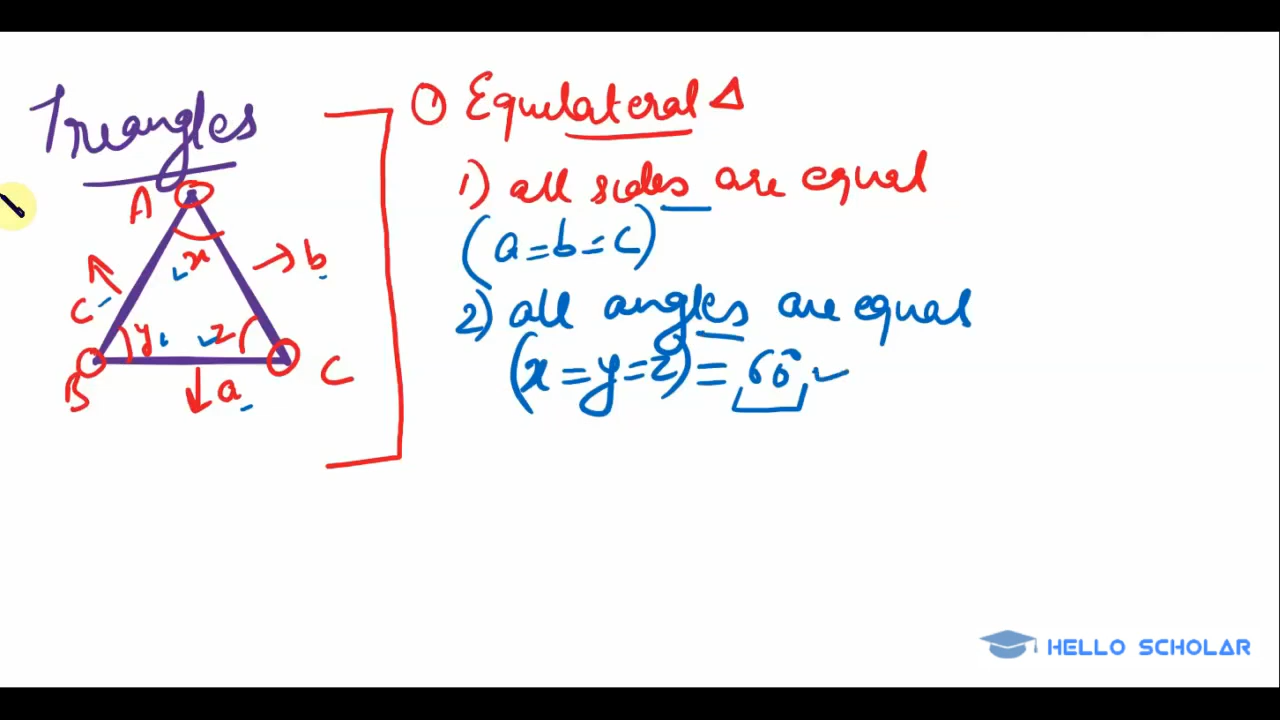 Triangles
A
x
c
b
y
z
B
a
C
① Equilateral Δ
1) all sides are equal
(a=b=c)
2) all angles are equal
(x=y=z) = 60°
HELLO SCHOLAR